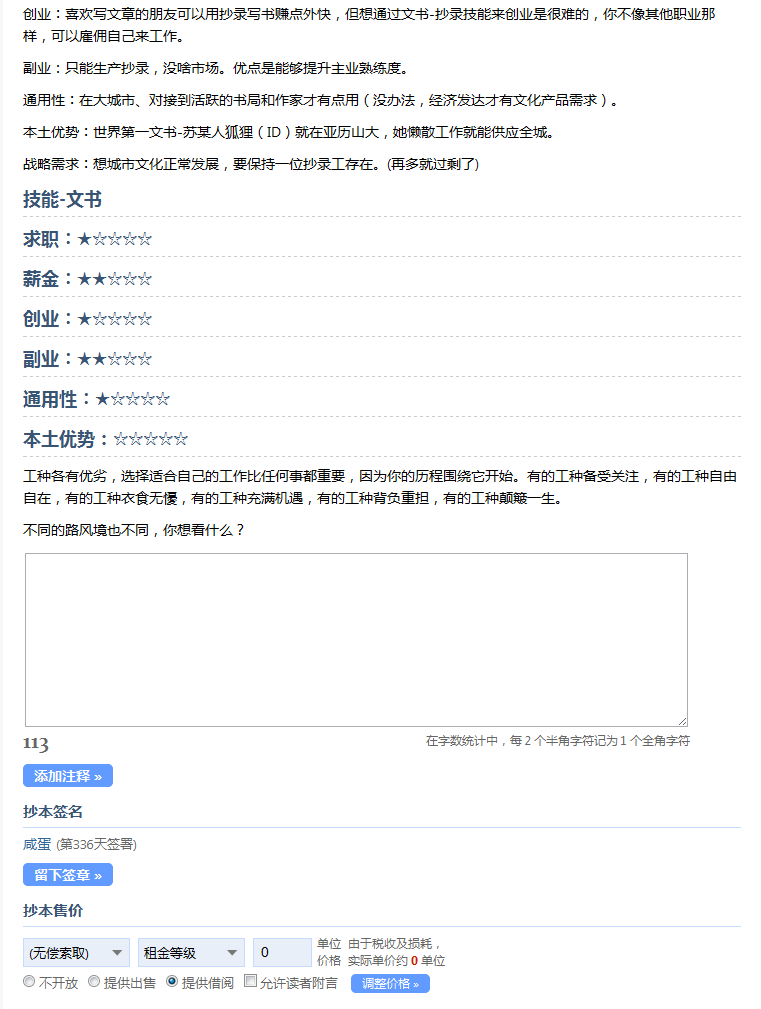 创业：喜欢写文章的朋友可以用抄录写书赚点外快，但想通过文书-抄录技能来创业是很难的，你不像其他职业那
样，可以雇佣自己来工作。
副业：只能生产抄录，没啥市场。优点是能够提升主业熟练度。
通用性：在大城市、对接到活跃的书局和作家才有点用（没办法，经济发达才有文化产品需求）。
本土优势：世界第一文书-苏某人狐狸（ID）就在亚历山大，她懒散工作就能供应全城。
战略需求：想城市文化正常发展，要保持一位抄录工存在。(再多就过剩了)
技能-文书
求职：★☆☆☆☆
薪金：★★☆☆☆
创业：★☆☆☆☆
副业：★★☆☆☆
通用性：★☆☆☆☆
本土优势：☆☆☆☆☆
工种各有优劣，选择适合自己的工作比任何事都重要，因为你的历程围绕它开始。有的工种备受关注，有的工种自由
自在，有的工种衣食无忧，有的工种充满机遇，有的工种背负重担，有的工种颠簸一生。
不同的路风境也不同，你想看什么？
113 在字数统计中，每 2 个半角字符记为 1 个全角字符
添加注释 »
抄本签名
咸蛋 (第336天签署)
留下签章 »
抄本售价
(无偿索取) 租金等级 0 单位 由于税收及损耗，
价格 实际单价约 0 单位
不开放 提供出售 提供借阅 允许读者附言 调整价格 »